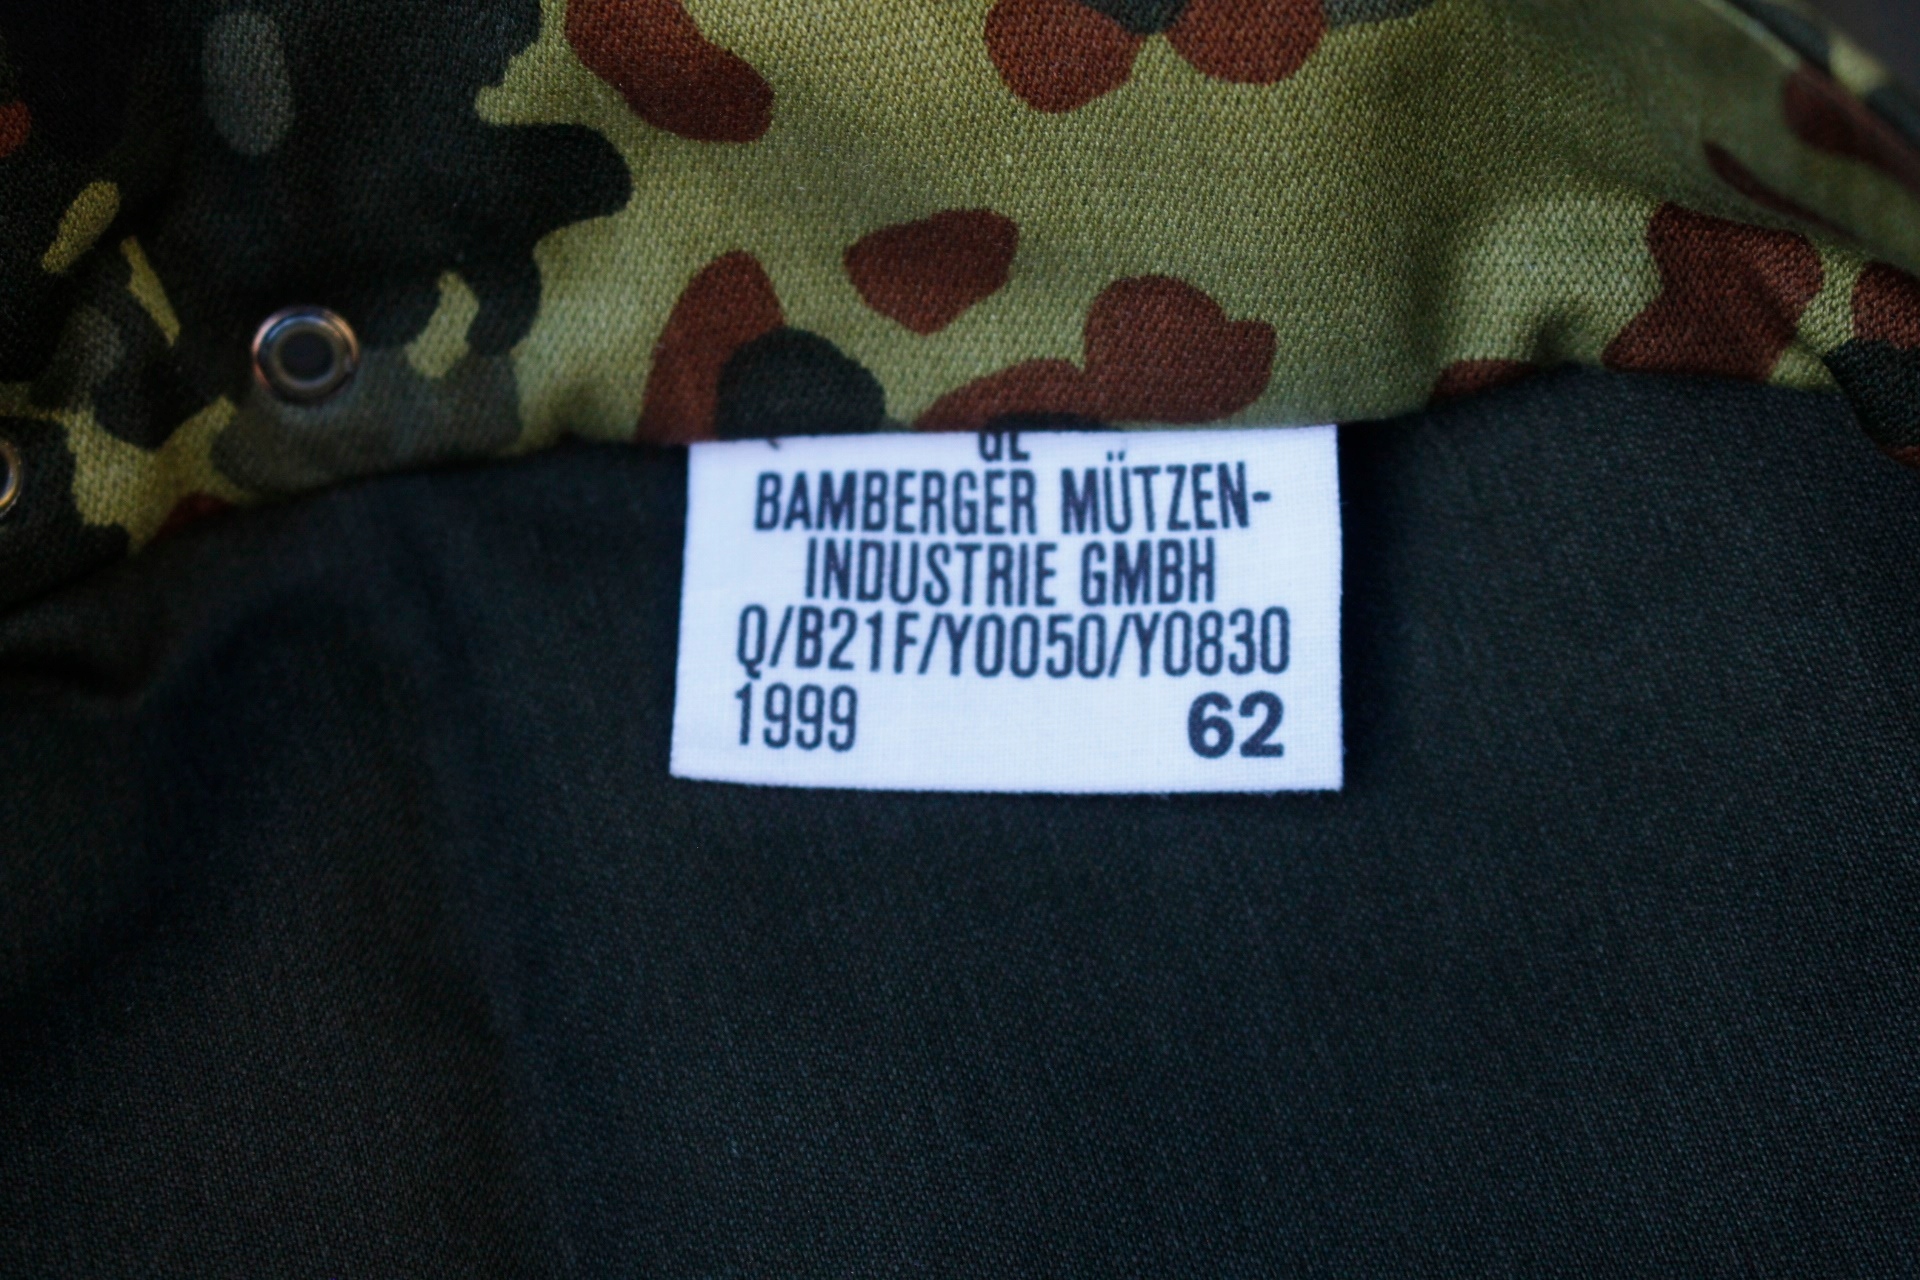 BAMBERGER MÜTZEN-
INDUSTRIE GMBH
Q/B21F/Y0050/Y0830
1999 62